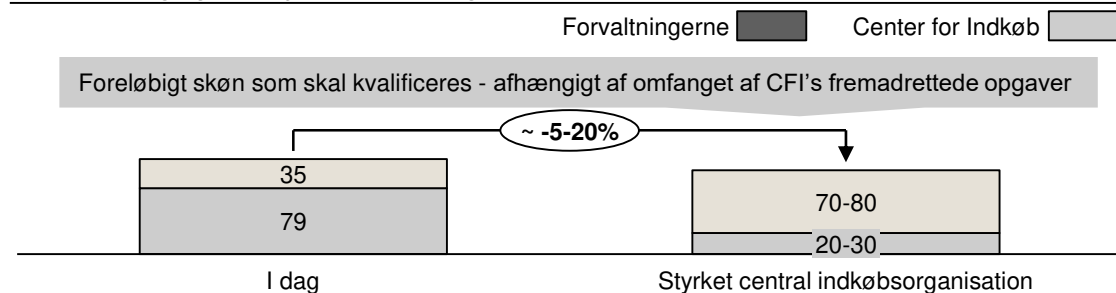 Forvaltningerne Center for Indkøb
Foreløbigt skøn som skal kvalificeres - afhængigt af omfanget af CFI's fremadrettede opgaver
~ -5-20%
35
79
70-80
20-30
I dag Styrket central indkøbsorganisation